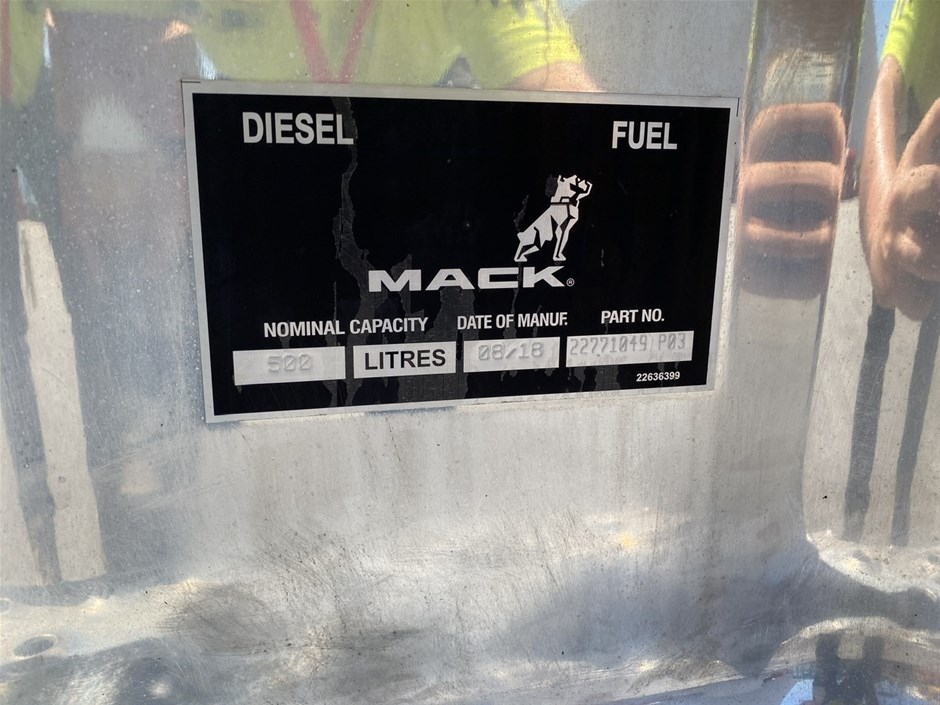 DIESEL FUEL
MACK®
NOMINAL CAPACITY DATE OF MANUF. PART NO.
500 LITRES 08/18 22771049 P03
22636399